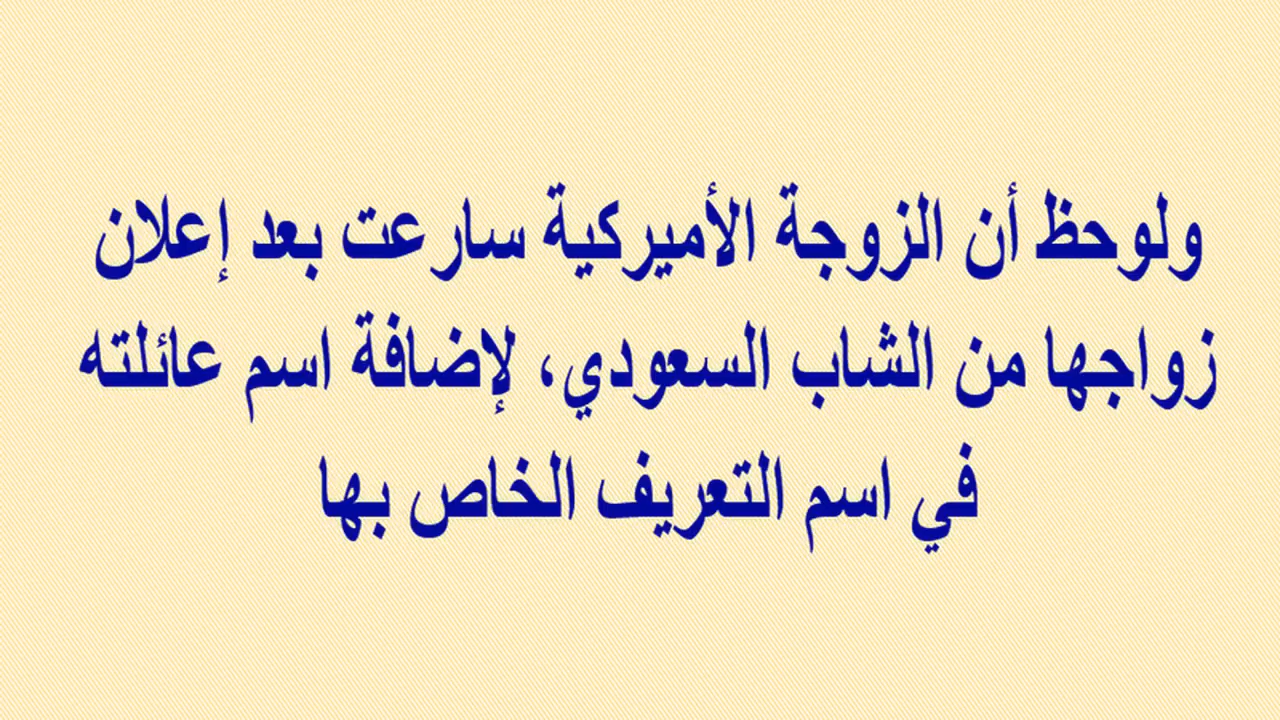 ولوحظ أن الزوجة الأميركية سارعت بعد إعلان
زواجها من الشاب السعودي، لإضافة اسم عائلته
في اسم التعريف الخاص بها